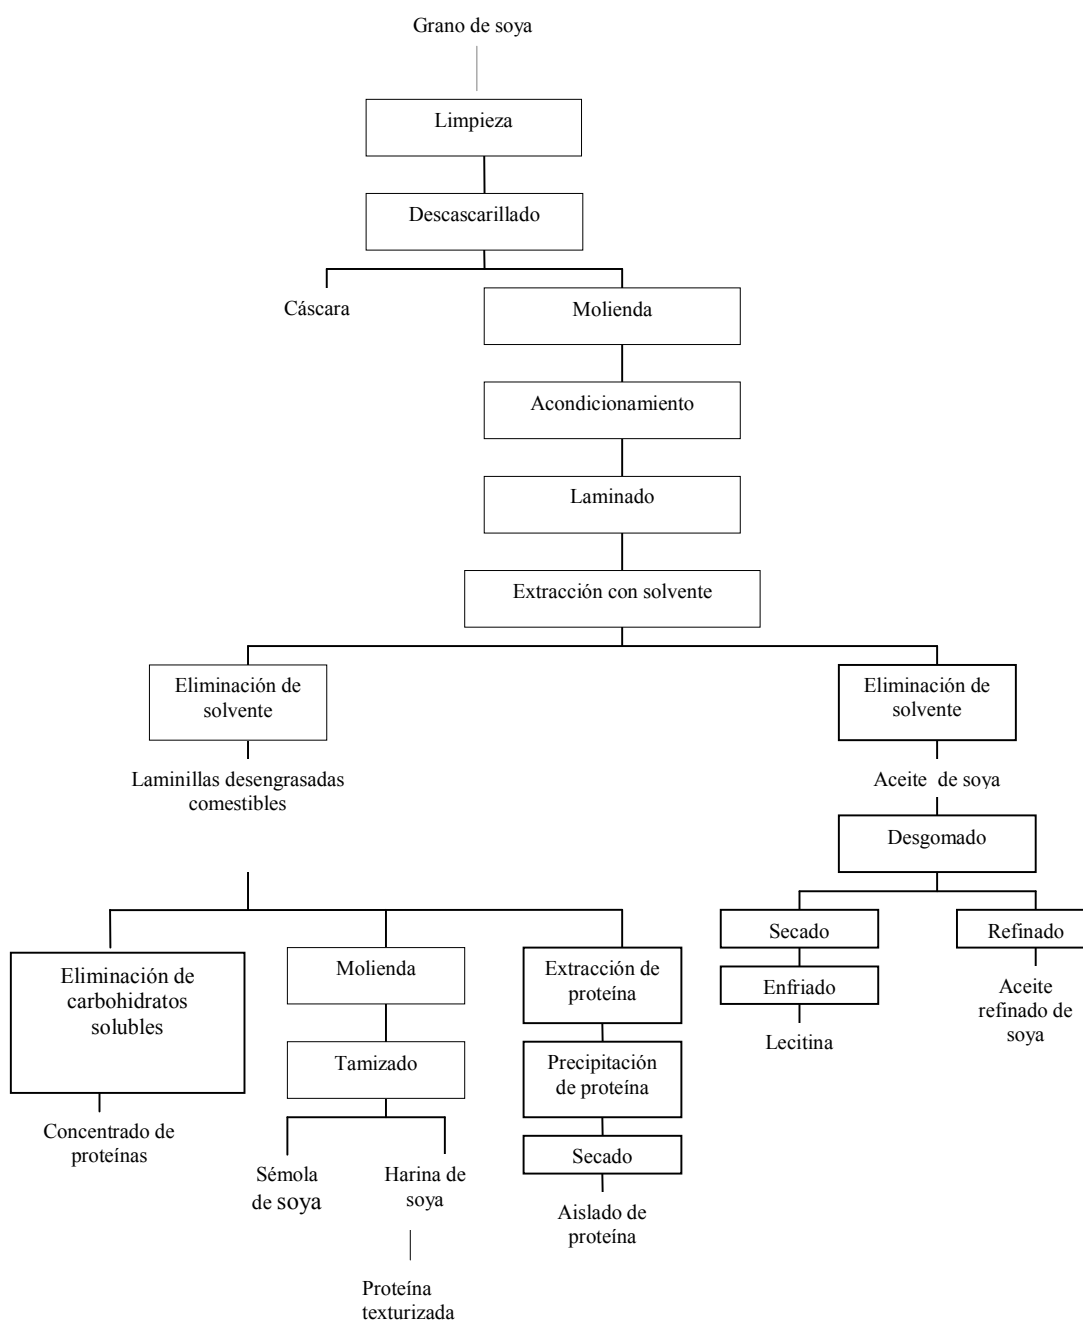 Grano de soya
Limpieza
Descascarillado
Cáscara
Molienda
Acondicionamiento
Laminado
Extracción con solvente
Eliminación de
solvente
Eliminación de
solvente
Laminillas desengrasadas
comestibles
Aceite de soya
Desgomado
Secado
Refinado
Enfriado
Lecitina
Aceite
refinado de
soya
Eliminación de
carbohidratos
solubles
Concentrado de
proteínas
Molienda
Tamizado
Sémola
de soya
Harina de
soya
Proteína
texturizada
Extracción de
proteína
Precipitación
de proteína
Secado
Aislado de
proteína